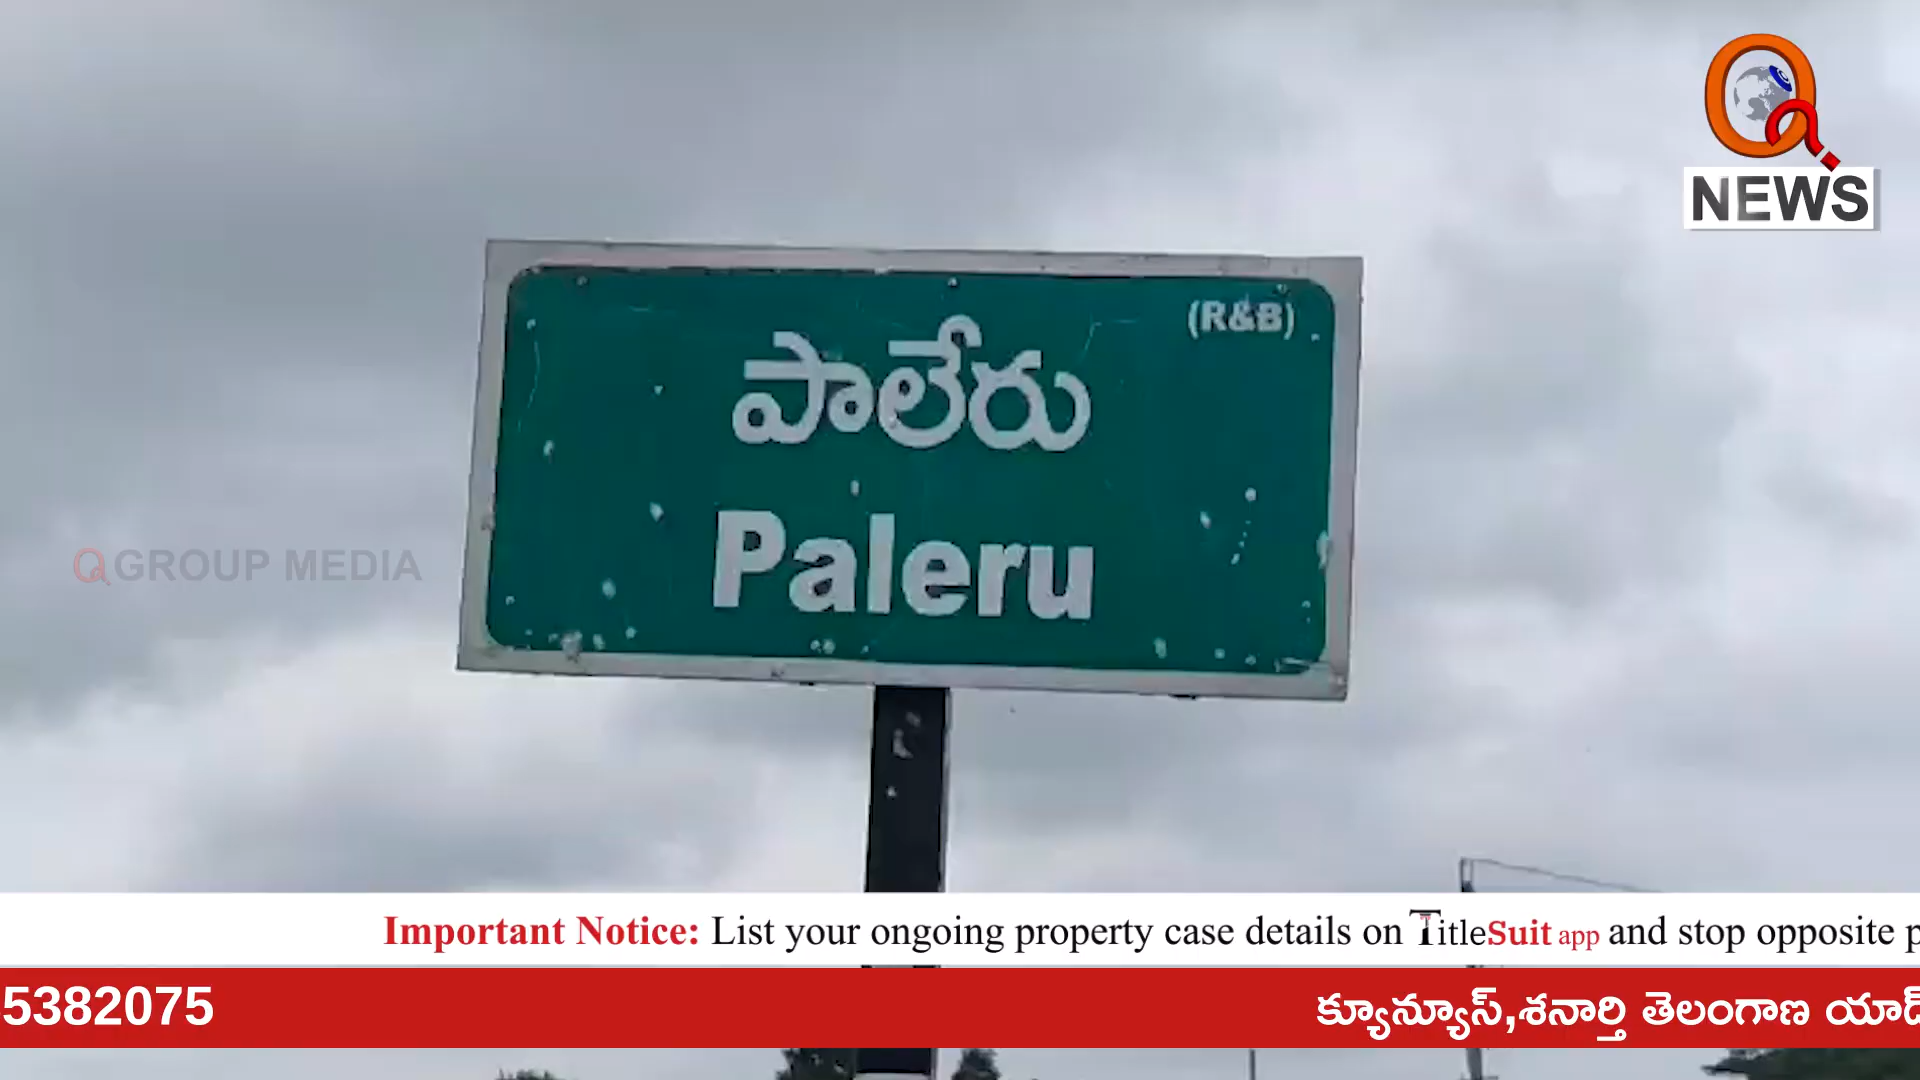 NEWS
(R&B)
పాలేరు
Paleru
QGROUP MEDIA
Important Notice: List your ongoing property case details on TitleSuit app and stop opposite
5382075
క్యూన్యూస్,శనార్తి తెలంగాణ